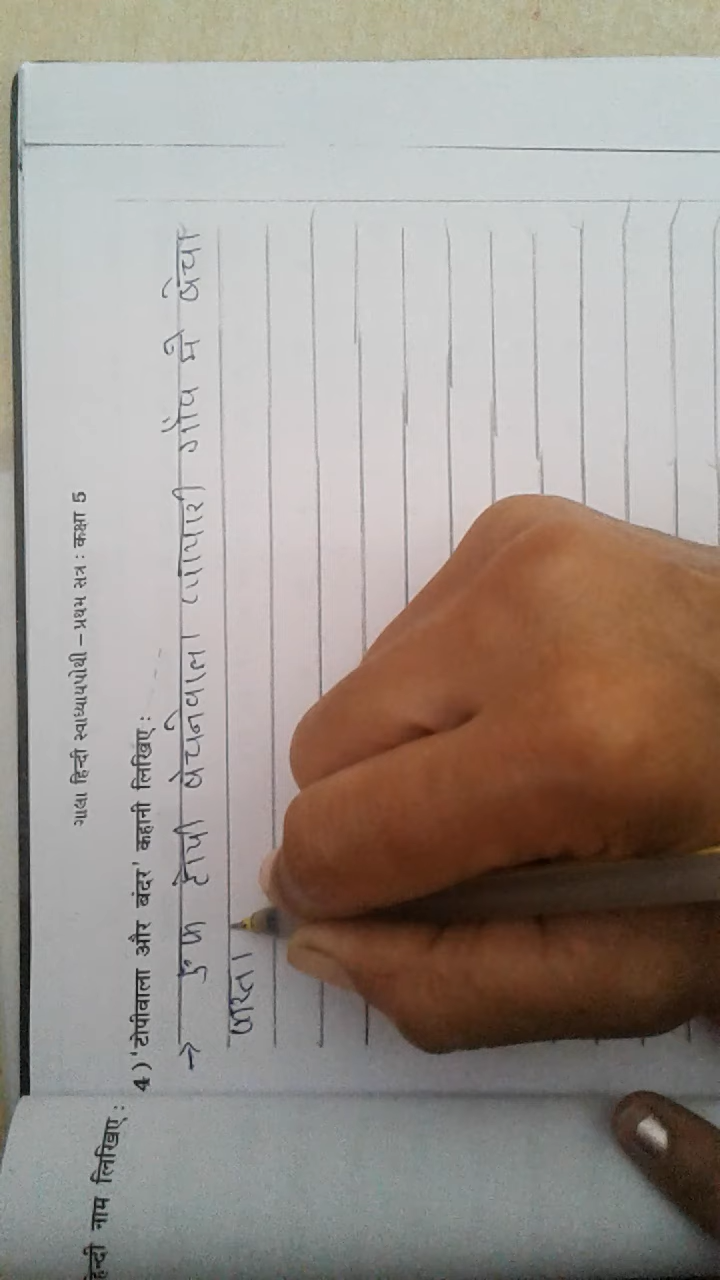 गाला हिन्दी स्वाध्यायपोथी – प्रथम सत्र : कक्षा 5
4) 'टोपीवाला और बंदर' कहानी लिखिए :
→ एक टोपी बेचनेवाला व्यापारी गाँव में बेचा
करता
हिन्दी नाम लिखिए :